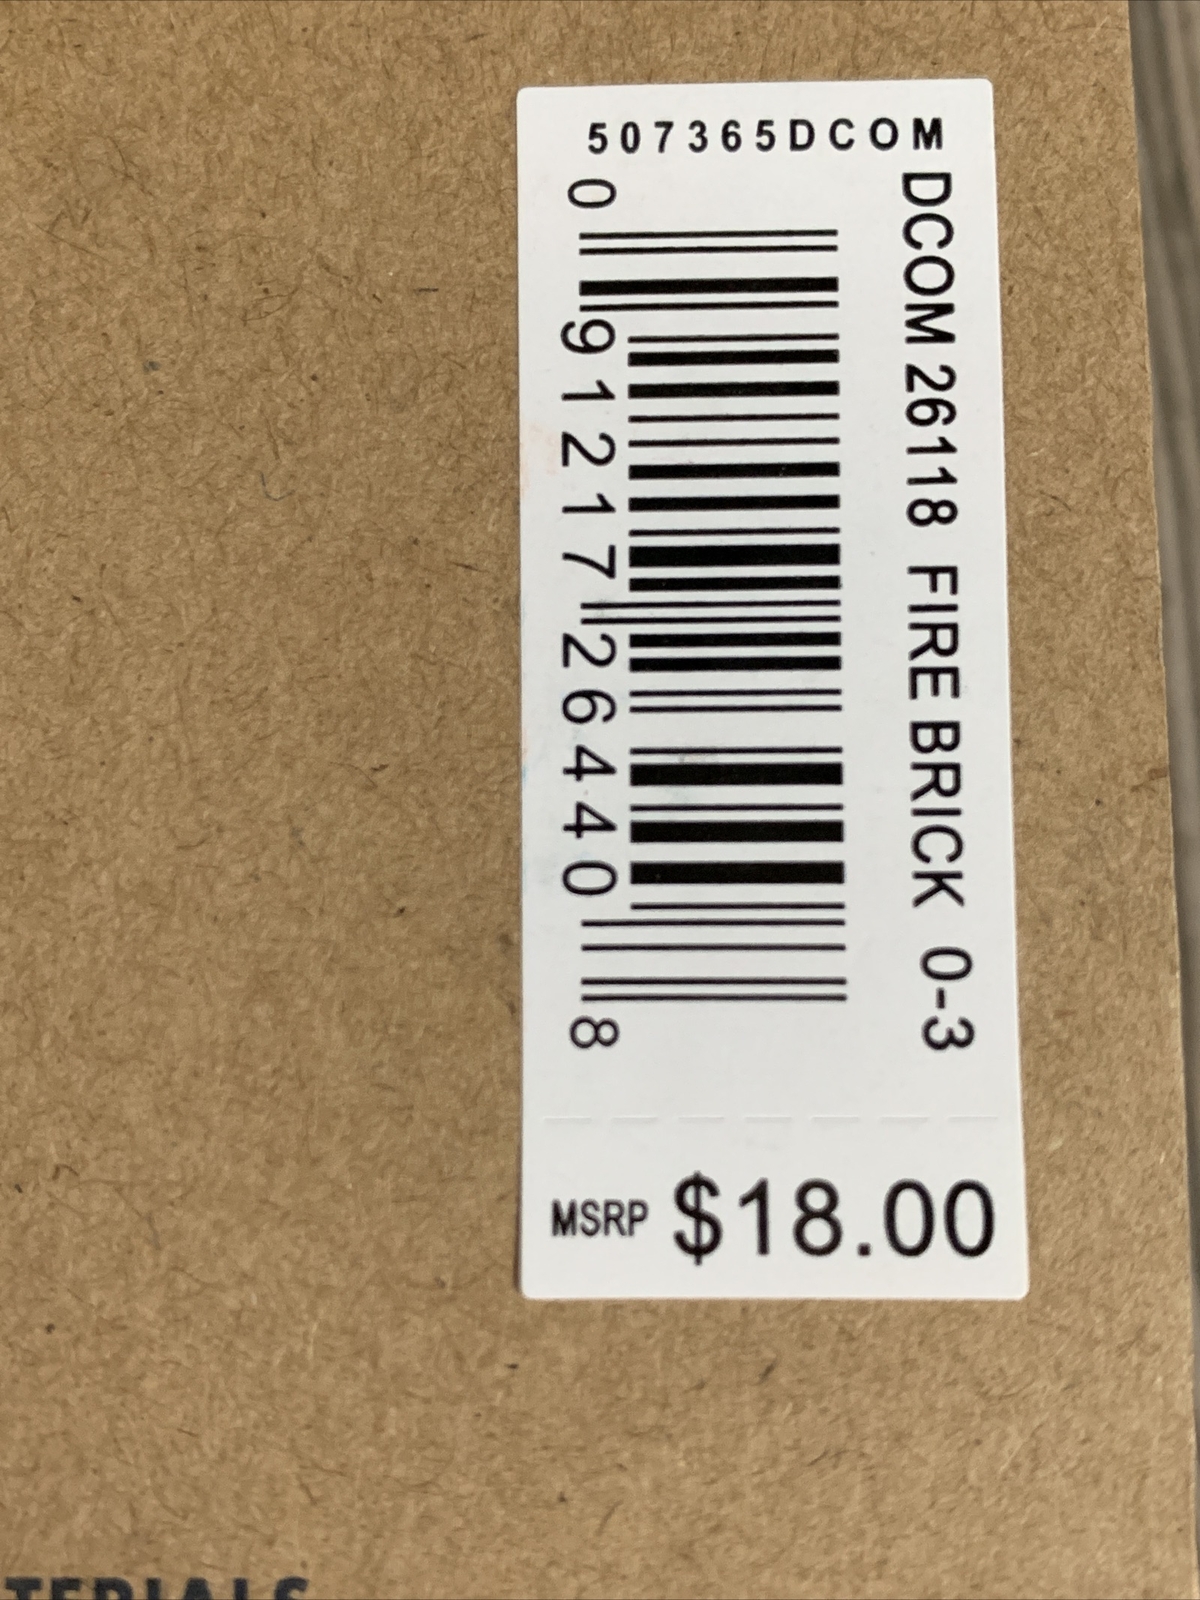 507365DCOM
DCOM 26118 FIRE BRICK 0-3
0 91217 26440 8
MSRP $18.00